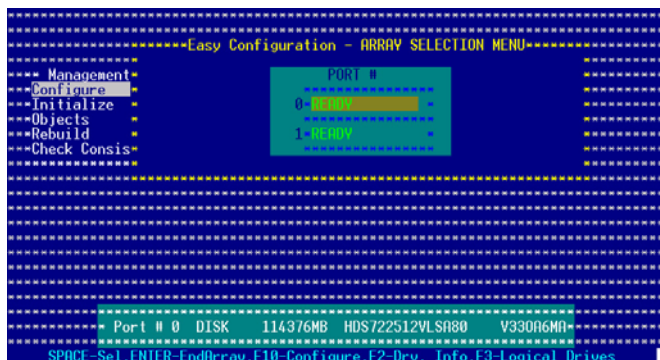 Easy Configuration - ARRAY SELECTION MENU
Management
Configure
Initialize
Objects
Rebuild
Check Consis
PORT #
0 READY
1 READY
Port # 0 DISK 114376MB HDS722512VLSA80 V33OA6MA
SPACE-Sel,ENTER-EndArray,F10-Configure,F2-Drv. Info,F3-Logical Drives